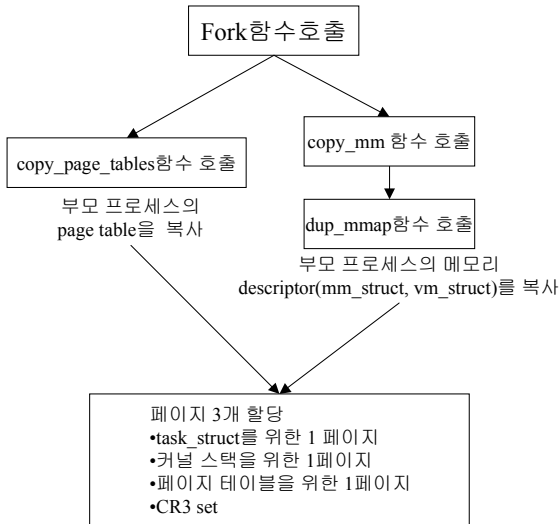 Fork함수호출
copy_page_tables함수 호출
부모 프로세스의
page table을 복사
copy_mm 함수 호출
dup_mmap함수 호출
부모 프로세스의 메모리
descriptor(mm_struct, vm_struct)를 복사
페이지 3개 할당
•task_struct를 위한 1 페이지
•커널 스택을 위한 1페이지
•페이지 테이블을 위한 1페이지
•CR3 set